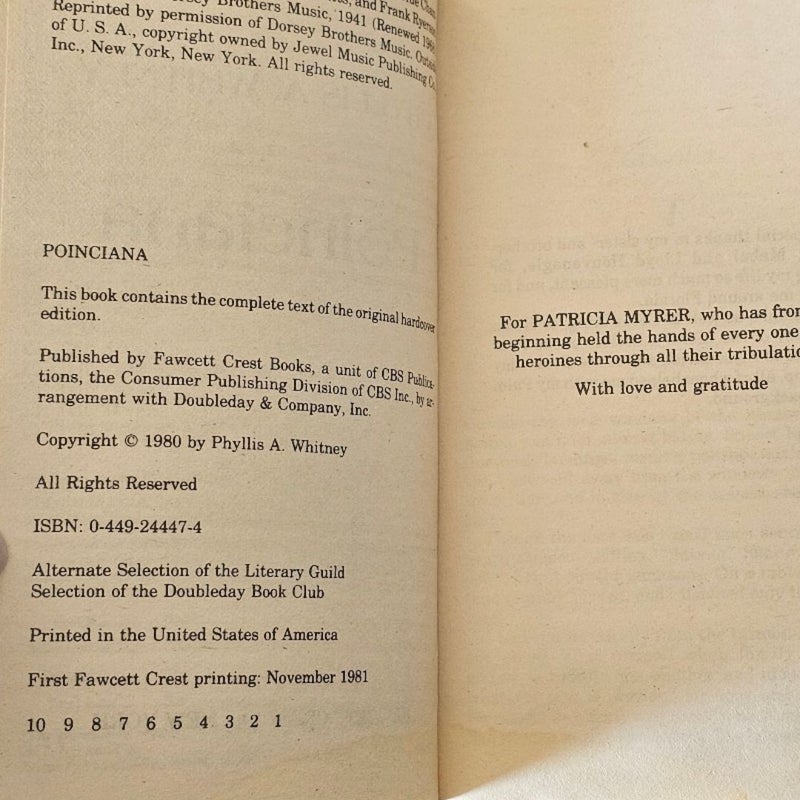 Brothers Music, 1941 (Renewed
Reprinted by permission of Dorsey Brothers Music. Outside
of U. S. A., copyright owned by Jewel Music Publishing Co.
Inc., New York, New York. All rights reserved.
POINCIANA
This book contains the complete text of the original hardcover
edition.
Published by Fawcett Crest Books, a unit of CBS Publica-
tions, the Consumer Publishing Division of CBS Inc., by ar-
rangement with Doubleday & Company, Inc.
Copyright © 1980 by Phyllis A. Whitney
All Rights Reserved
ISBN: 0-449-24447-4
Alternate Selection of the Literary Guild
Selection of the Doubleday Book Club
Printed in the United States of America
First Fawcett Crest printing: November 1981
10 9 8 7 6 5 4 3 2 1
For PATRICIA MYRER, who has from
beginning held the hands of every one
heroines through all their tribulatio
With love and gratitude